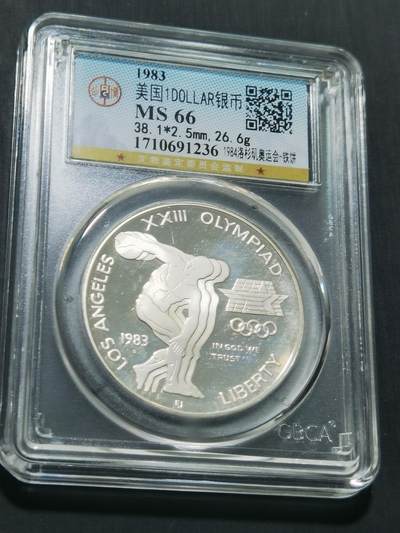 1983
美国1DOLLAR银币
MS 66
38.1*2.5mm, 26.6g
1710691236
1984洛杉矶奥运会-铁饼
LOS ANGELES
XXIII OLYMPIAD
1983
IN GOD WE
TRUST
LIBERTY
GBCA